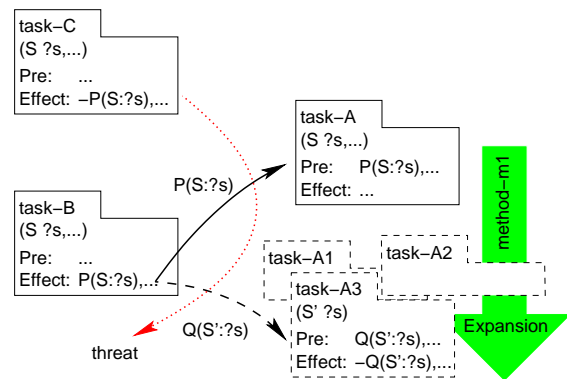 task–C
(S ?s,...)
Pre: ...
Effect: –P(S:?s),...
task–A
(S ?s,...)
Pre: P(S:?s),...
Effect: ...
P(S:?s)
task–B
(S ?s,...)
Pre: ...
Effect: P(S:?s),...
method–m1
task–A1
task–A2
task–A3
(S' ?s)
Pre: Q(S':?s),...
Effect: –Q(S':?s),...
Q(S':?s)
Expansion
threat